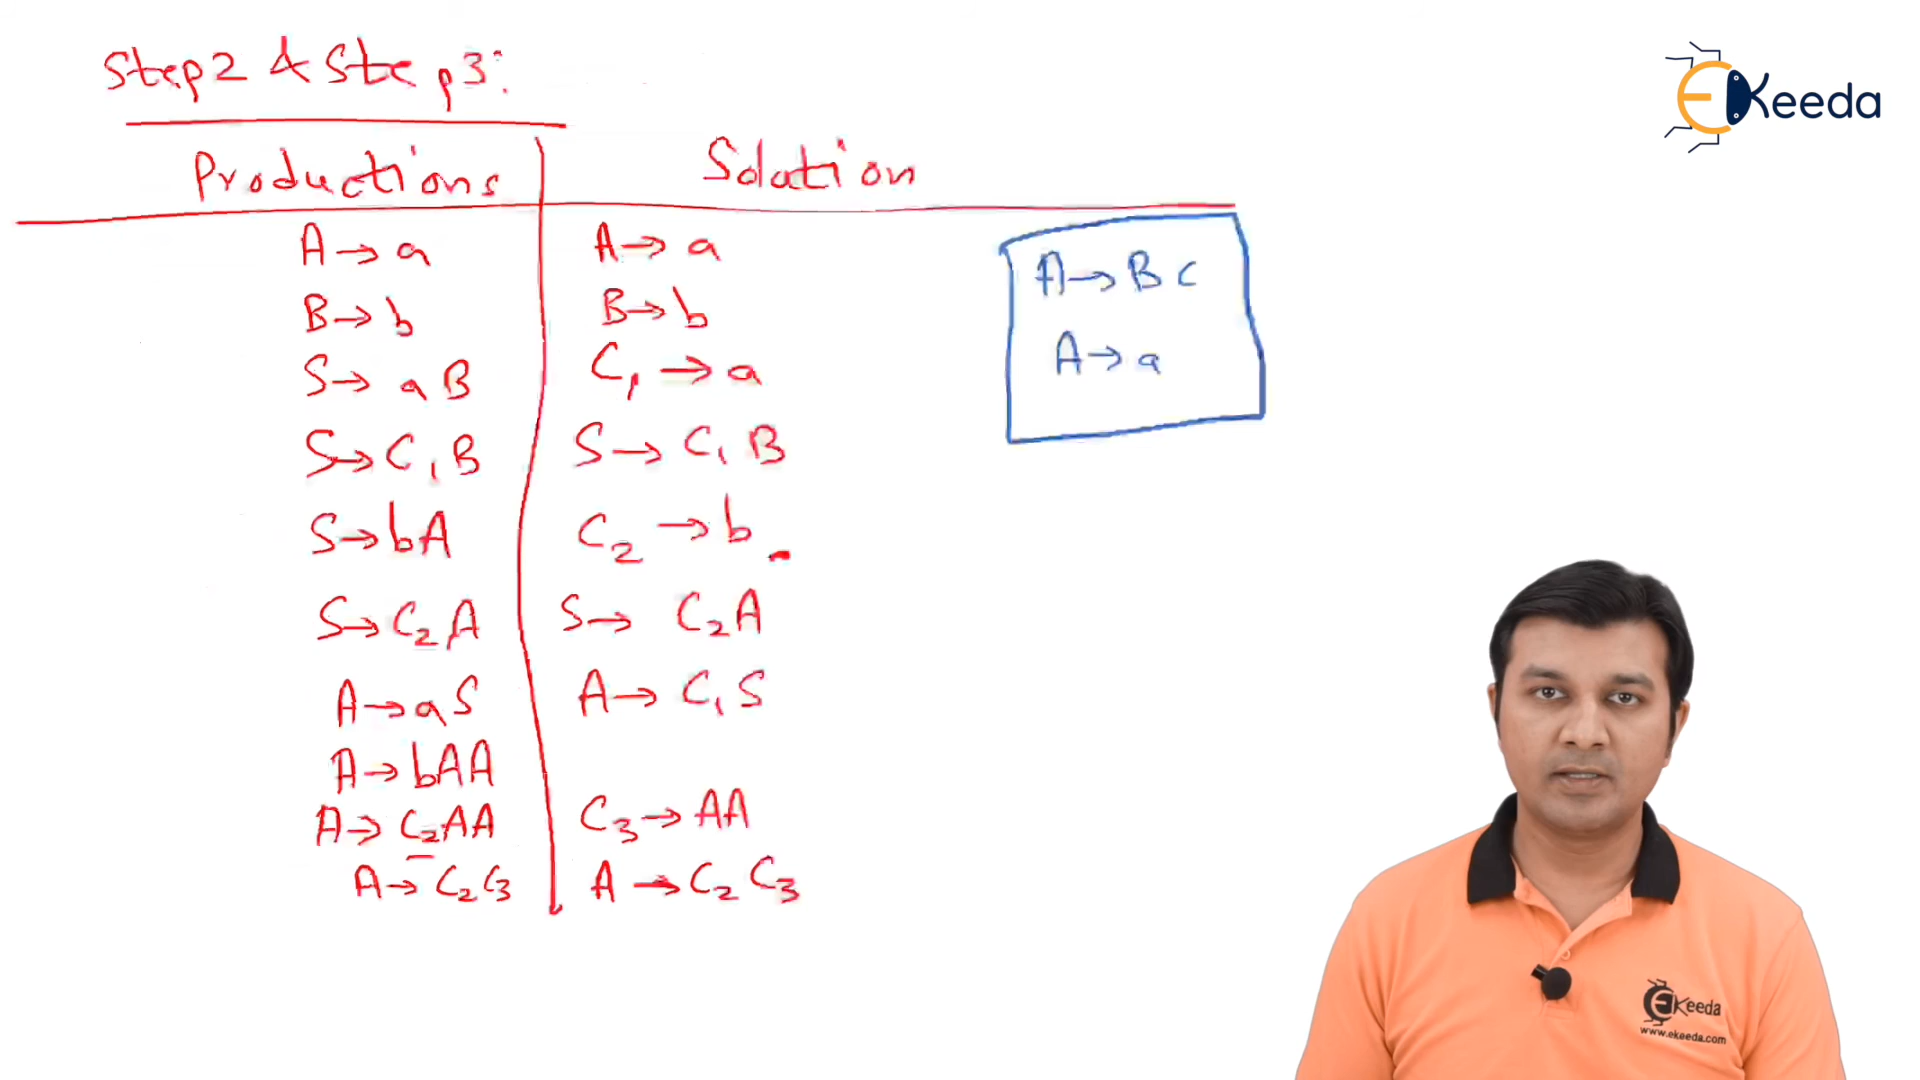 Step2 & Step3:
EKeeda
Productions | Solution
A → a | A → a
B → b | B → b
S → aB | C₁ → a
S → C₁B | S → C₁B
S → bA | C₂ → b
S → C₂A | S → C₂A
A → aS | A → C₁S
A → bAA
A → C₂AA | C₃ → AA
A → C₂C₃ | A → C₂C₃
A → BC
A → a
EKeeda
www.ekeeda.com